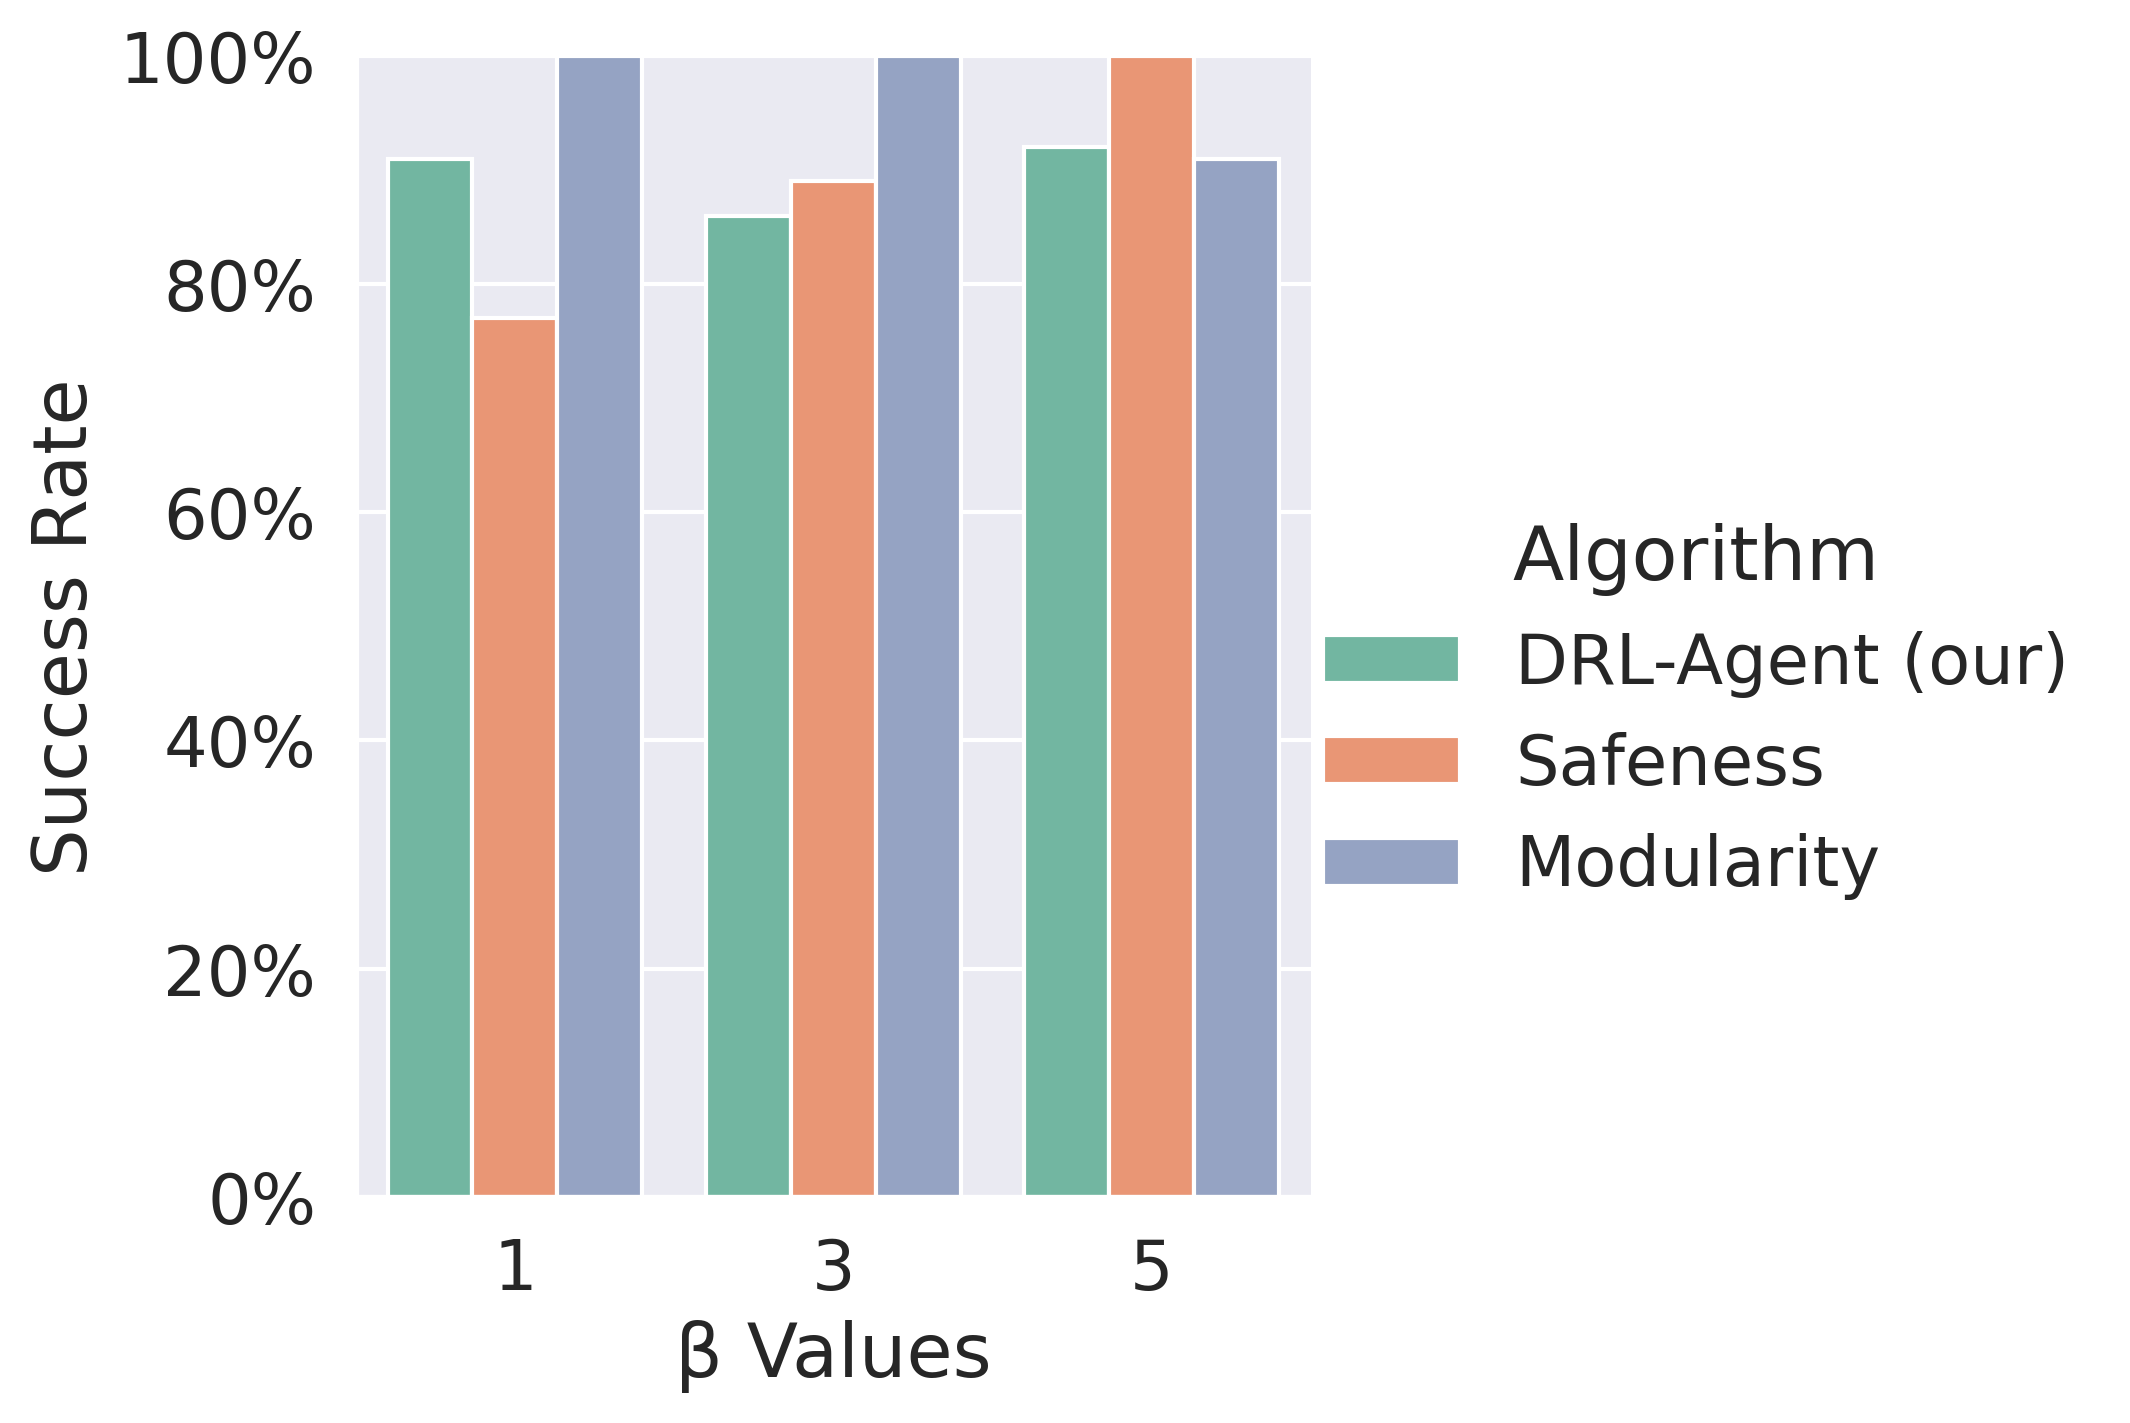 100%
80%
60%
40%
20%
0%
Success Rate
1 3 5
β Values
Algorithm
DRL-Agent (our)
Safeness
Modularity